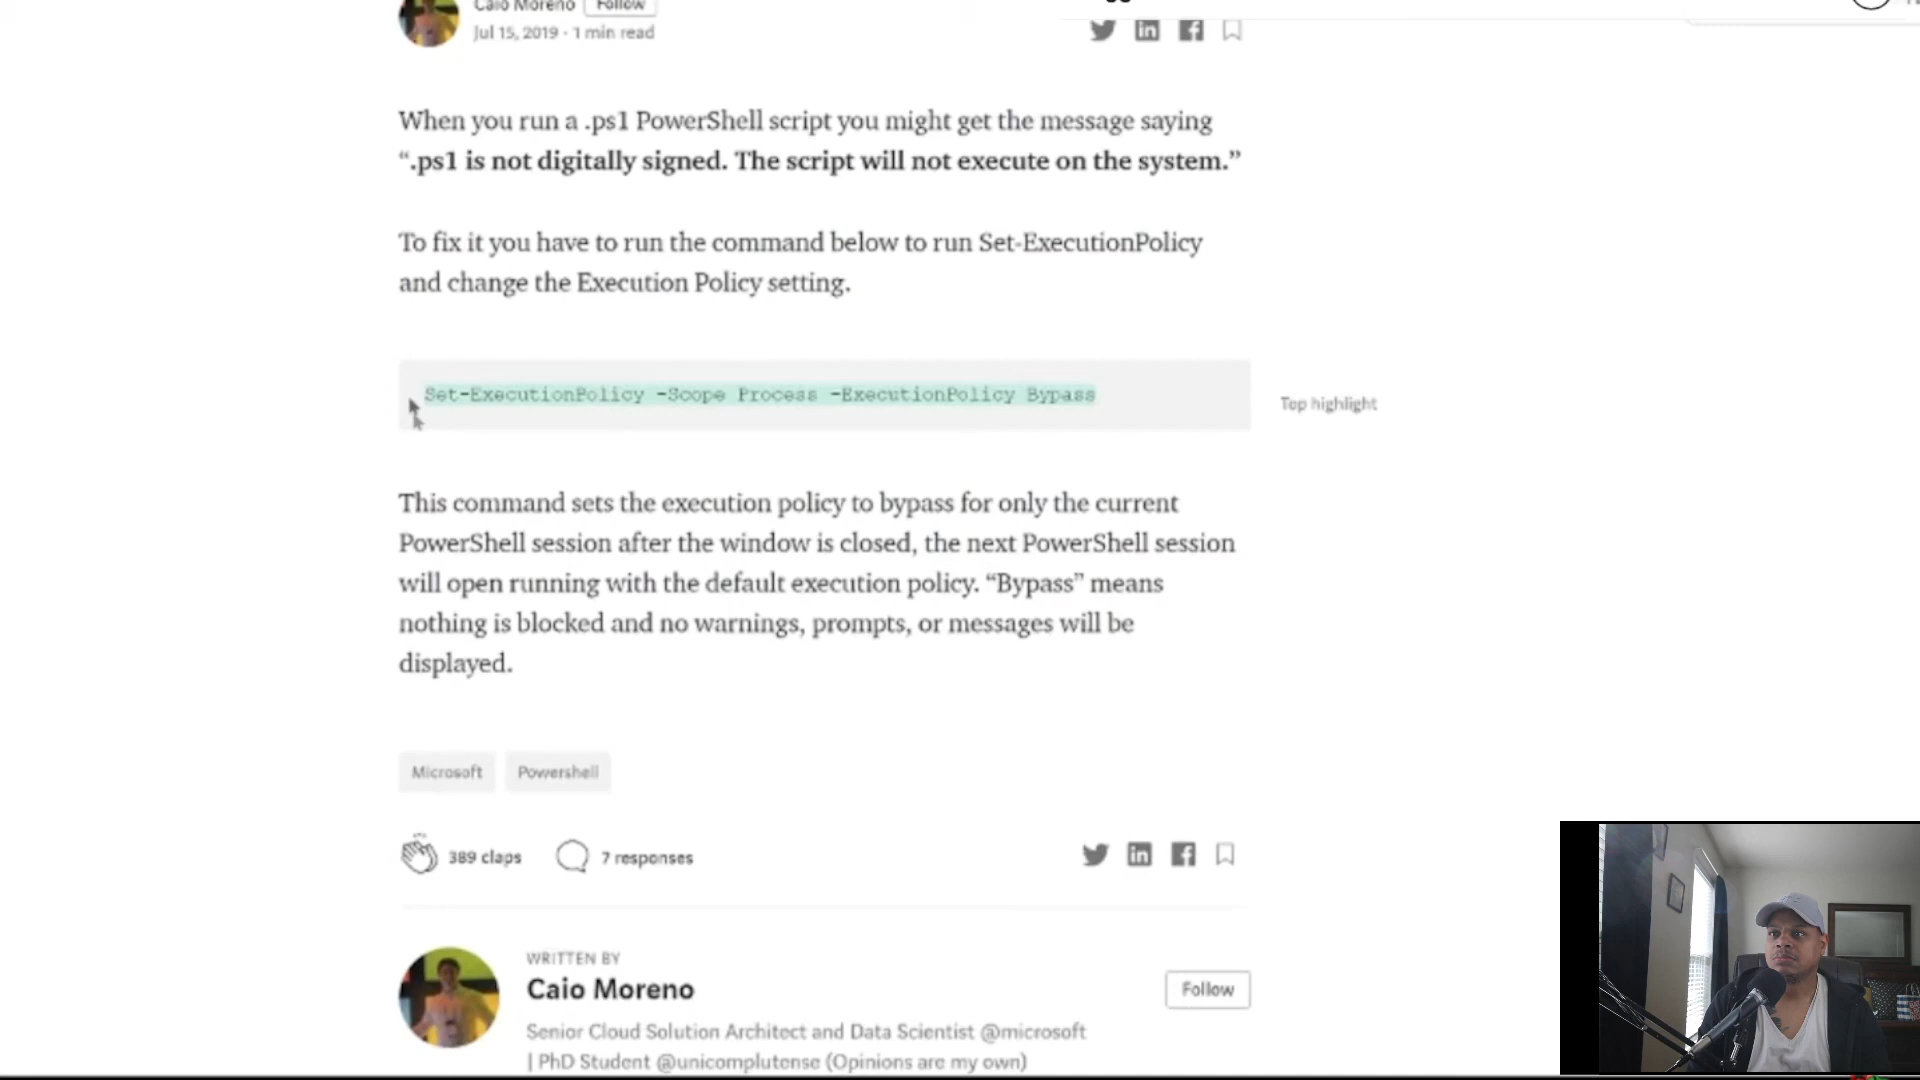 Caio Moreno Follow
Jul 15, 2019 · 1 min read
When you run a .ps1 PowerShell script you might get the message saying
“.ps1 is not digitally signed. The script will not execute on the system.”
To fix it you have to run the command below to run Set-ExecutionPolicy
and change the Execution Policy setting.
Set-ExecutionPolicy -Scope Process -ExecutionPolicy Bypass
Top highlight
This command sets the execution policy to bypass for only the current
PowerShell session after the window is closed, the next PowerShell session
will open running with the default execution policy. “Bypass” means
nothing is blocked and no warnings, prompts, or messages will be
displayed.
Microsoft Powershell
389 claps 7 responses
WRITTEN BY
Caio Moreno
Follow
Senior Cloud Solution Architect and Data Scientist @microsoft
| PhD Student @unicomplutense (Opinions are my own)